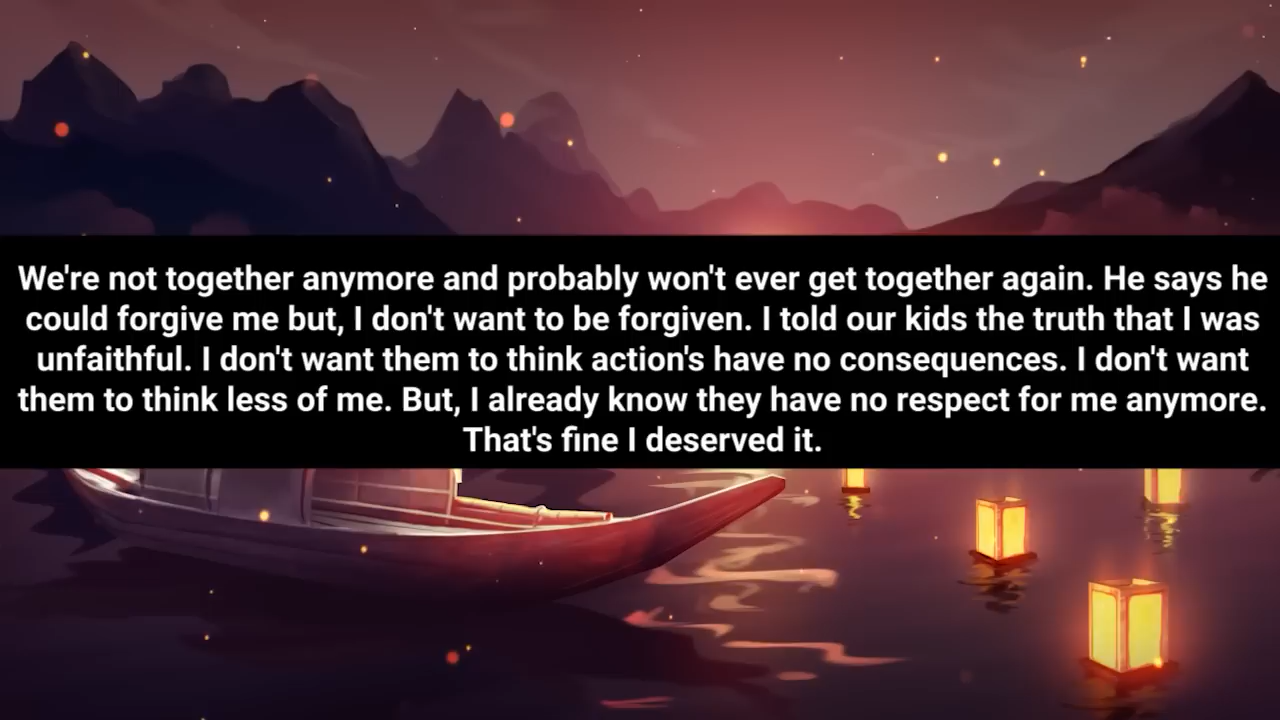 We're not together anymore and probably won't ever get together again. He says he
could forgive me but, I don't want to be forgiven. I told our kids the truth that I was
unfaithful. I don't want them to think action's have no consequences. I don't want
them to think less of me. But, I already know they have no respect for me anymore.
That's fine I deserved it.